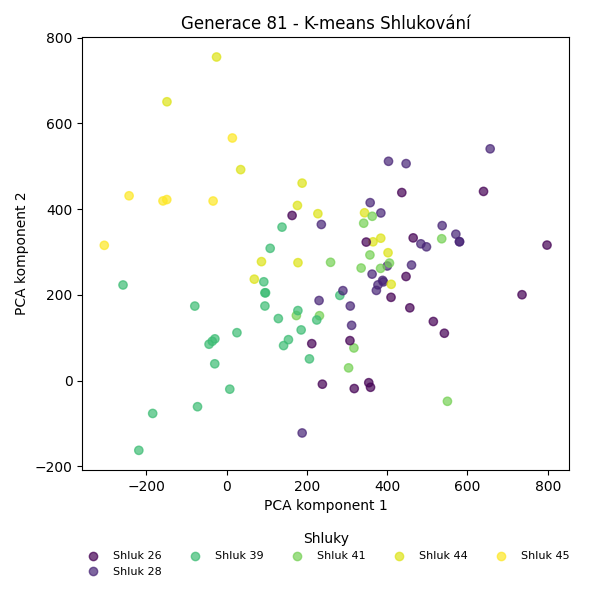 Generace 81 - K-means Shlukování
800
600
400
200
0
−200
PCA komponent 2
−200 0 200 400 600 800
PCA komponent 1
Shluky
Shluk 26 Shluk 39 Shluk 41 Shluk 44 Shluk 45
Shluk 28